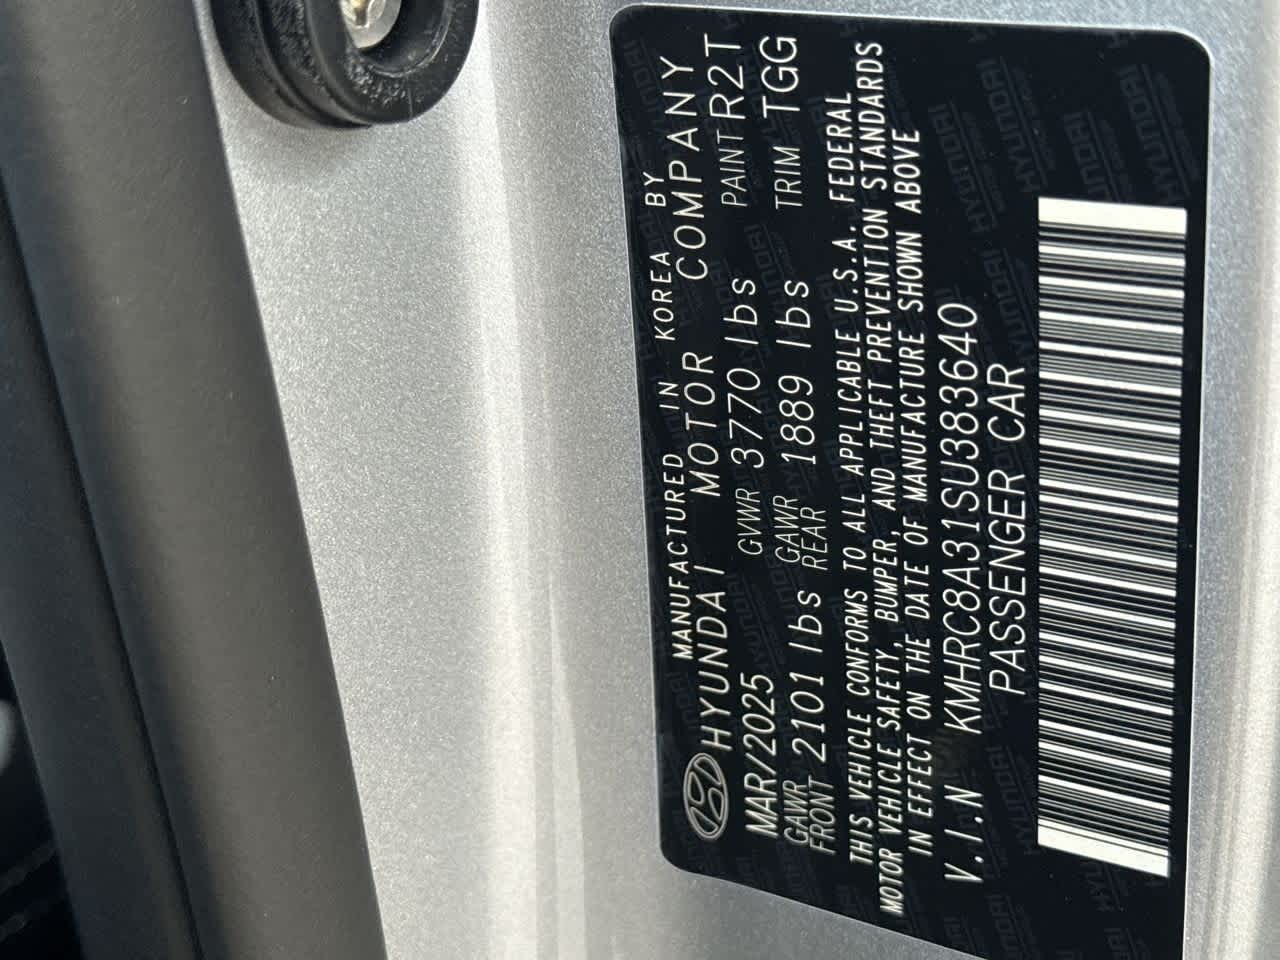 MANUFACTURED IN KOREA BY
HYUNDAI MOTOR COMPANY
MAR/2025 GVWR 3770 lbs PAINT R2T
GAWR FRONT 2101 lbs GAWR REAR 1889 lbs TRIM TGG
THIS VEHICLE CONFORMS TO ALL APPLICABLE U.S.A. FEDERAL
MOTOR VEHICLE SAFETY, BUMPER, AND THEFT PREVENTION STANDARDS
IN EFFECT ON THE DATE OF MANUFACTURE SHOWN ABOVE
V.I.N KMHRC8A31SU383640
PASSENGER CAR